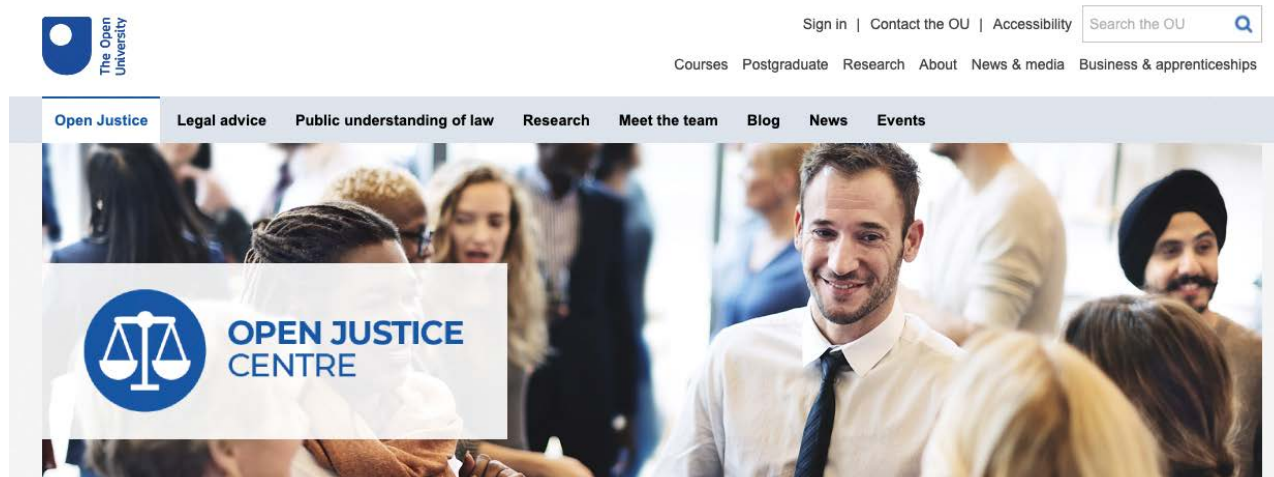 The Open
University
Sign in | Contact the OU | Accessibility Search the OU
Courses Postgraduate Research About News & media Business & apprenticeships
Open Justice Legal advice Public understanding of law Research Meet the team Blog News Events
OPEN JUSTICE
CENTRE